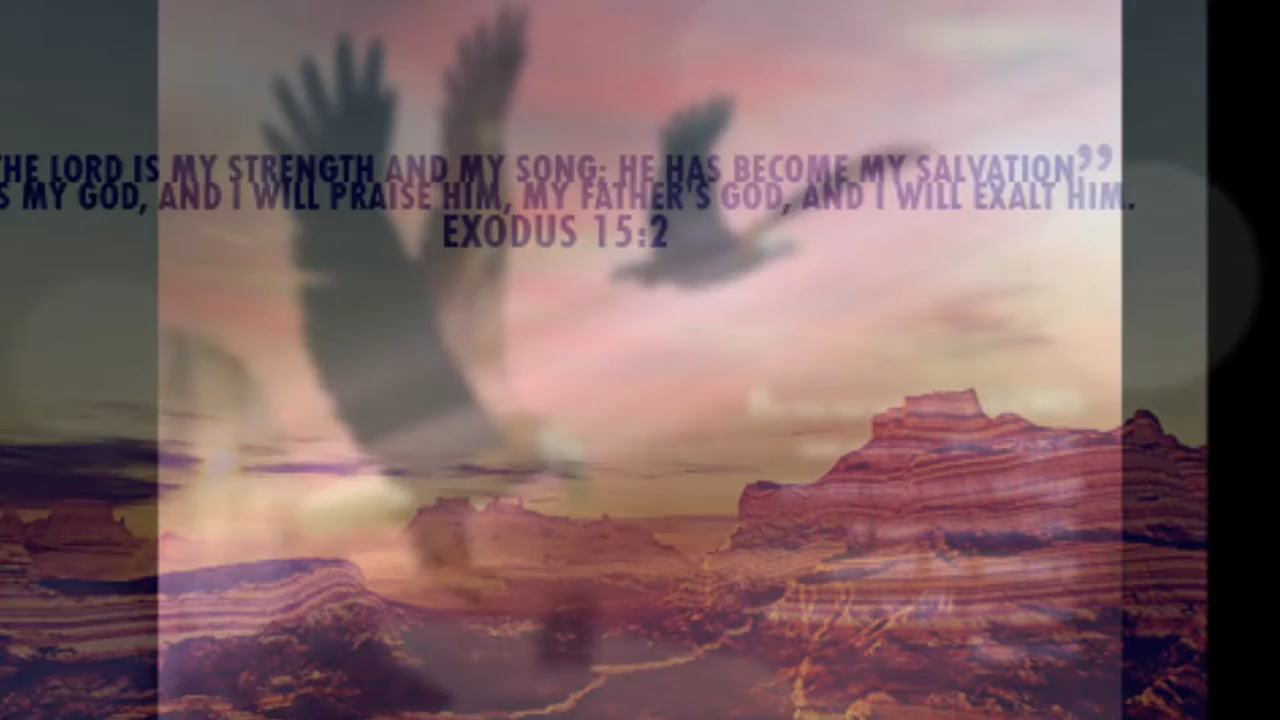 THE LORD IS MY STRENGTH AND MY SONG; HE HAS BECOME MY SALVATION”
S MY GOD, AND I WILL PRAISE HIM, MY FATHER'S GOD, AND I WILL EXALT HIM.
EXODUS 15:2